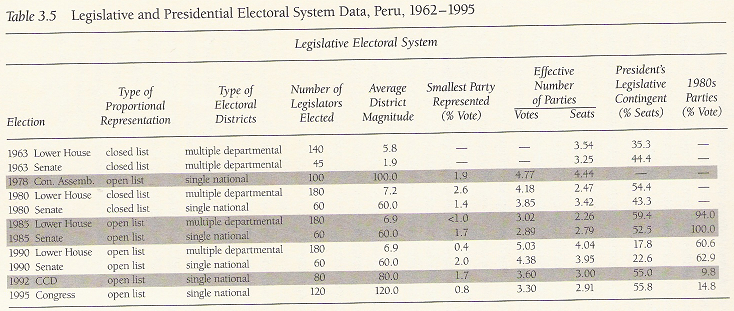 Table 3.5 Legislative and Presidential Electoral System Data, Peru, 1962–1995
Legislative Electoral System
Election Type of Proportional Representation Type of Electoral Districts Number of Legislators Elected Average District Magnitude Smallest Party Represented (% Vote) Effective Number of Parties Votes Seats President's Legislative Contingent (% Seats) 1980s Parties (% Vote)
1963 Lower House closed list multiple departmental 140 5.8 — — 3.54 35.3 —
1963 Senate closed list multiple departmental 45 1.9 — — 3.25 44.4 —
1978 Con. Assemb. open list single national 100 100.0 1.9 4.77 4.44 — —
1980 Lower House closed list multiple departmental 180 7.2 2.6 4.18 2.47 54.4 —
1980 Senate closed list single national 60 60.0 1.4 3.85 3.42 43.3 —
1985 Lower House open list multiple departmental 180 6.9 <1.0 3.02 2.26 59.4 94.0
1985 Senate open list single national 60 60.0 1.7 2.89 2.79 52.5 100.0
1990 Lower House open list multiple departmental 180 6.9 0.4 5.03 4.04 17.8 60.6
1990 Senate open list single national 60 60.0 2.0 4.38 3.95 22.6 62.9
1992 CCD open list single national 80 80.0 1.7 3.60 3.00 55.0 9.8
1995 Congress open list single national 120 120.0 0.8 3.30 2.91 55.8 14.8